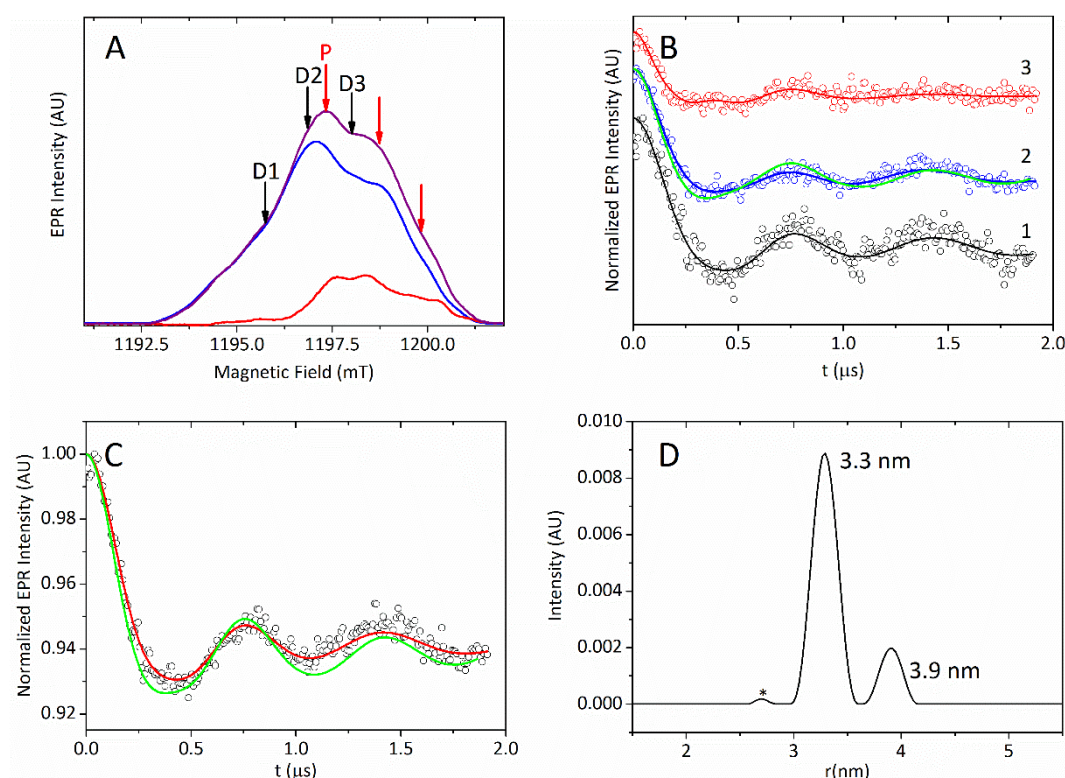 A
P
D2
D3
D1
EPR Intensity (AU)
1192.5 1195.0 1197.5 1200.0
Magnetic Field (mT)
B
3
2
1
Normalized EPR Intensity (AU)
0.0 0.5 1.0 1.5 2.0
t (μs)
C
1.00
0.98
0.96
0.94
0.92
Normalized EPR Intensity (AU)
0.0 0.5 1.0 1.5 2.0
t (μs)
D
0.010
0.008
0.006
0.004
0.002
0.000
Intensity (AU)
3.3 nm
3.9 nm
*
2 3 4 5
r(nm)